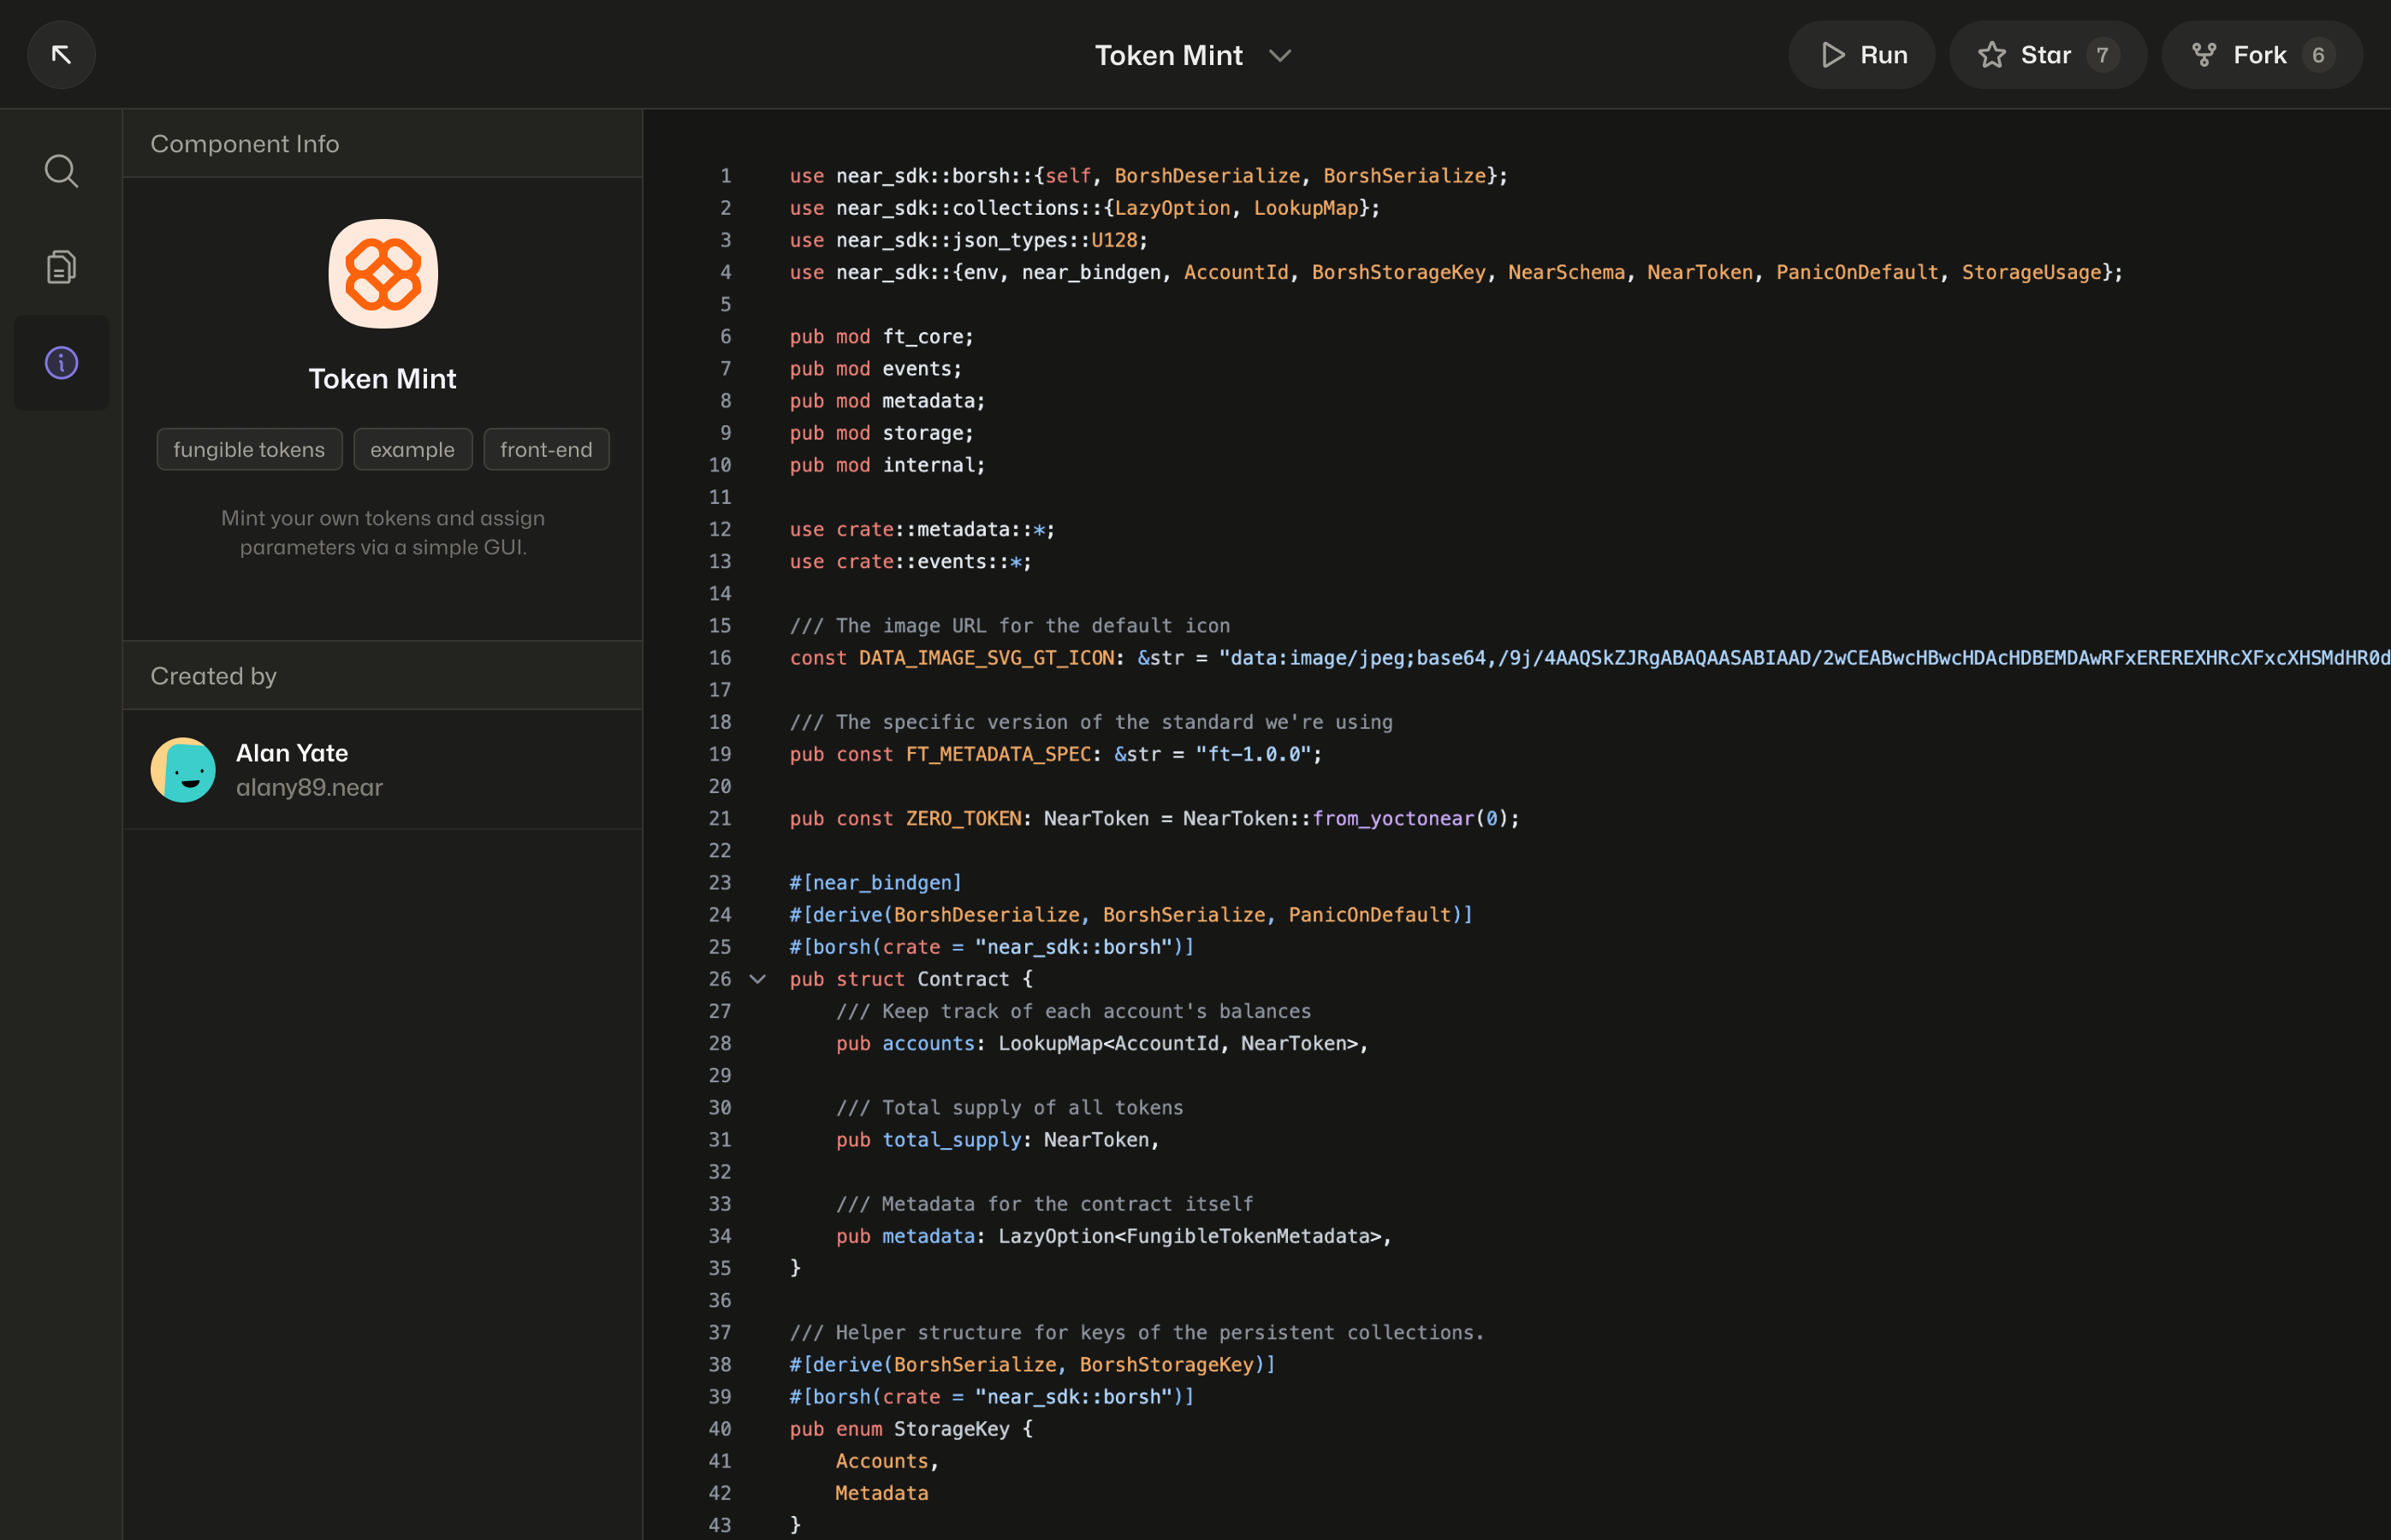 Token Mint
Run
Star 7
Fork 6
Component Info
Token Mint
fungible tokens
example
front-end
Mint your own tokens and assign
parameters via a simple GUI.
Created by
Alan Yate
alany89.near
1 use near_sdk::borsh::{self, BorshDeserialize, BorshSerialize};
2 use near_sdk::collections::{LazyOption, LookupMap};
3 use near_sdk::json_types::U128;
4 use near_sdk::{env, near_bindgen, AccountId, BorshStorageKey, NearSchema, NearToken, PanicOnDefault, StorageUsage};
5
6 pub mod ft_core;
7 pub mod events;
8 pub mod metadata;
9 pub mod storage;
10 pub mod internal;
11
12 use crate::metadata::*;
13 use crate::events::*;
14
15 /// The image URL for the default icon
16 const DATA_IMAGE_SVG_GT_ICON: &str = "data:image/jpeg;base64,/9j/4AAQSkZJRgABAQAASABIAAD/2wCEABwcHBwcHDAcHDBEMDAwRFxEREREXHRcXFxcXHSMdHR0d
17
18 /// The specific version of the standard we're using
19 pub const FT_METADATA_SPEC: &str = "ft-1.0.0";
20
21 pub const ZERO_TOKEN: NearToken = NearToken::from_yoctonear(0);
22
23 #[near_bindgen]
24 #[derive(BorshDeserialize, BorshSerialize, PanicOnDefault)]
25 #[borsh(crate = "near_sdk::borsh")]
26 pub struct Contract {
27 /// Keep track of each account's balances
28 pub accounts: LookupMap<AccountId, NearToken>,
29
30 /// Total supply of all tokens
31 pub total_supply: NearToken,
32
33 /// Metadata for the contract itself
34 pub metadata: LazyOption<FungibleTokenMetadata>,
35 }
36
37 /// Helper structure for keys of the persistent collections.
38 #[derive(BorshSerialize, BorshStorageKey)]
39 #[borsh(crate = "near_sdk::borsh")]
40 pub enum StorageKey {
41 Accounts,
42 Metadata
43 }